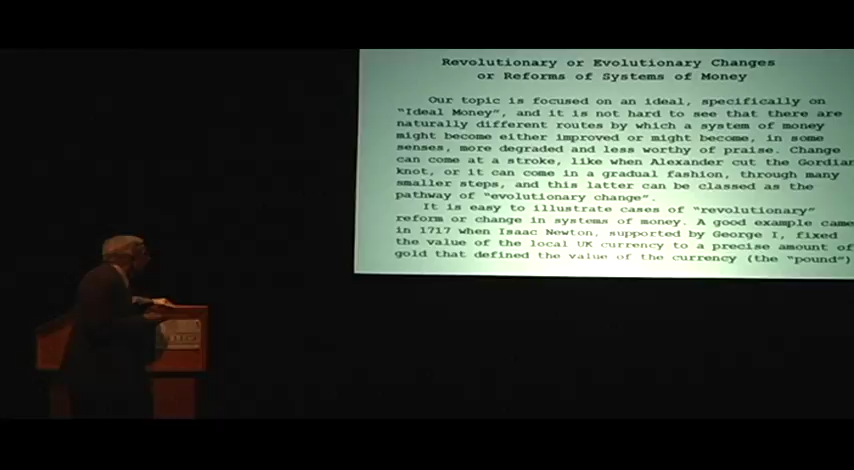 Revolutionary or Evolutionary Changes
or Reforms of Systems of Money
Our topic is focused on an ideal, specifically on
"Ideal Money", and it is not hard to see that there are
naturally different routes by which a system of money
might become either improved or might become, in some
senses, more degraded and less worthy of praise. Change
can come at a stroke, like when Alexander cut the Gordian
knot, or it can come in a gradual fashion, through many
smaller steps, and this latter can be classed as the
pathway of "evolutionary change".
It is easy to illustrate cases of "revolutionary"
reform or change in systems of money. A good example came
in 1717 when Isaac Newton, supported by George I, fixed
the value of the local UK currency to a precise amount of
gold that defined the value of the currency (the "pound")